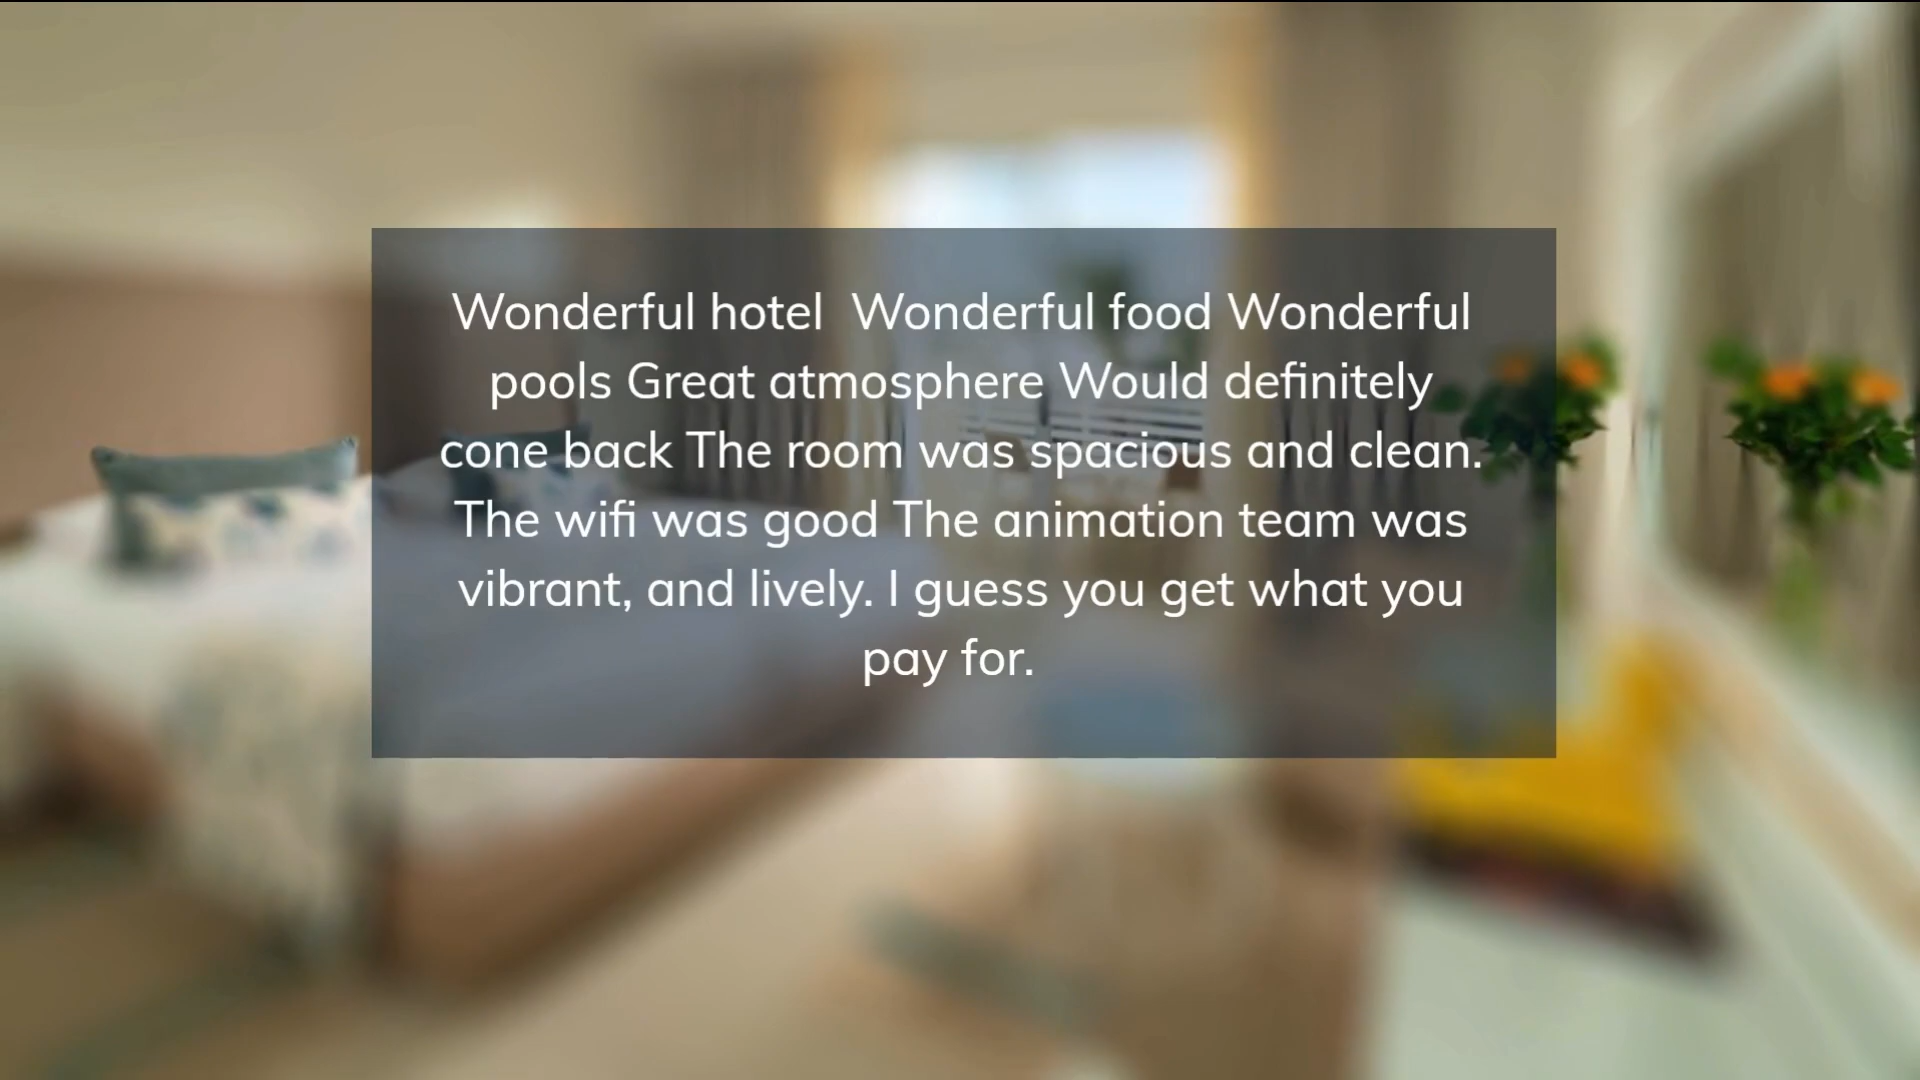 Wonderful hotel  Wonderful food Wonderful
pools Great atmosphere Would definitely
cone back The room was spacious and clean.
The wifi was good The animation team was
vibrant, and lively. I guess you get what you
pay for.